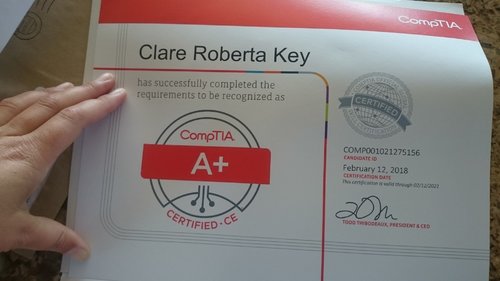 CompTIA.
Clare Roberta Key
has successfully completed the
requirements to be recognized as
CompTIA.
A+
CERTIFIED CE
CERTIFIED
COMP001021275156
CANDIDATE ID
February 12, 2018
CERTIFICATION DATE
This certification is valid through 02/12/2021
TODD THIBODEAUX, PRESIDENT & CEO